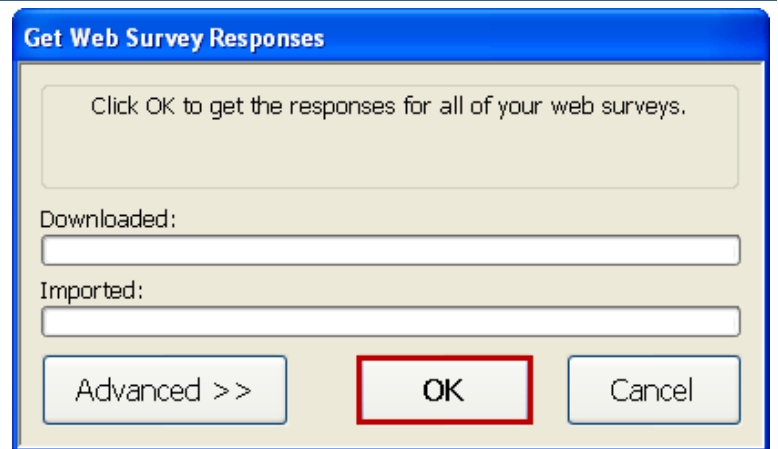 Get Web Survey Responses
Click OK to get the responses for all of your web surveys.
Downloaded:
Imported:
Advanced >>
OK
Cancel